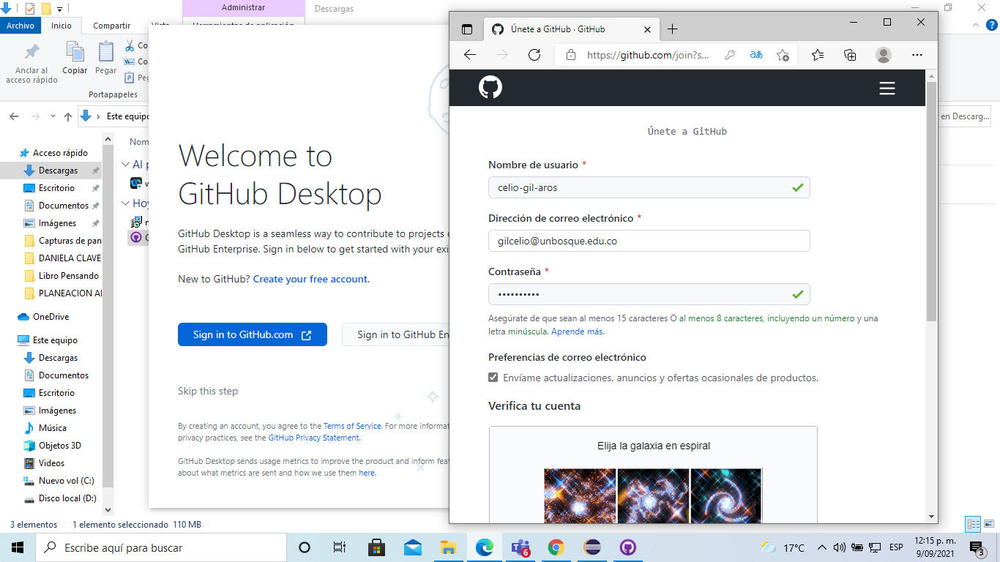 Administrar
Descargas
Archivo
Inicio
Compartir
Vista
Herramientas de aplicación
Anclar al
acceso rápido
Copiar
Pegar
Portapapeles
Este equipo
en Descarg...
Acceso rápido
Descargas
Escritorio
Documentos
Imágenes
Capturas de pan
DANIELA CLAVE
Libro Pensando
PLANEACION AI
OneDrive
Este equipo
Descargas
Documentos
Escritorio
Imágenes
Música
Objetos 3D
Videos
Nuevo vol (C:)
Disco local (D:)
Nom
Al p
Hoy
3 elementos
1 elemento seleccionado 110 MB
Welcome to
GitHub Desktop
GitHub Desktop is a seamless way to contribute to projects
GitHub Enterprise. Sign in below to get started with your exi
New to GitHub? Create your free account.
Sign in to GitHub.com
Sign in to GitHub En
Skip this step
By creating an account, you agree to the Terms of Service. For more informat
privacy practices, see the GitHub Privacy Statement.
GitHub Desktop sends usage metrics to improve the product and inform feat
about what metrics are sent and how we use them here.
Únete a GitHub · GitHub
https://github.com/join?s...
Únete a GitHub
Nombre de usuario *
celio-gil-aros
Dirección de correo electrónico *
gilcelio@unbosque.edu.co
Contraseña *
••••••••••
Asegúrate de que sean al menos 15 caracteres O al menos 8 caracteres, incluyendo un número y una
letra minúscula. Aprende más.
Preferencias de correo electrónico
Envíame actualizaciones, anuncios y ofertas ocasionales de productos.
Verifica tu cuenta
Elija la galaxia en espiral
Escribe aquí para buscar
6
17°C
ESP
12:15 p. m.
9/09/2021
3